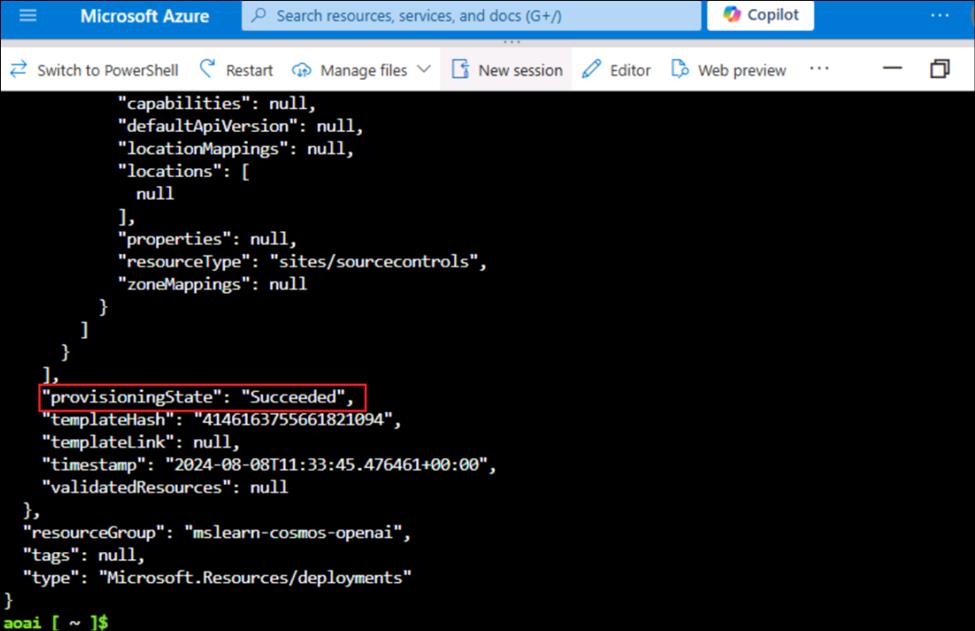 Microsoft Azure
Search resources, services, and docs (G+/)
Copilot
...
Switch to PowerShell
Restart
Manage files
New session
Editor
Web preview
...
"capabilities": null,
"defaultApiVersion": null,
"locationMappings": null,
"locations": [
null
],
"properties": null,
"resourceType": "sites/sourcecontrols",
"zoneMappings": null
}
]
}
],
"provisioningState": "Succeeded",
"templateHash": "4146163755661821094",
"templateLink": null,
"timestamp": "2024-08-08T11:33:45.476461+00:00",
"validatedResources": null
},
"resourceGroup": "mslearn-cosmos-openai",
"tags": null,
"type": "Microsoft.Resources/deployments"
}
aoai [ ~ ]$